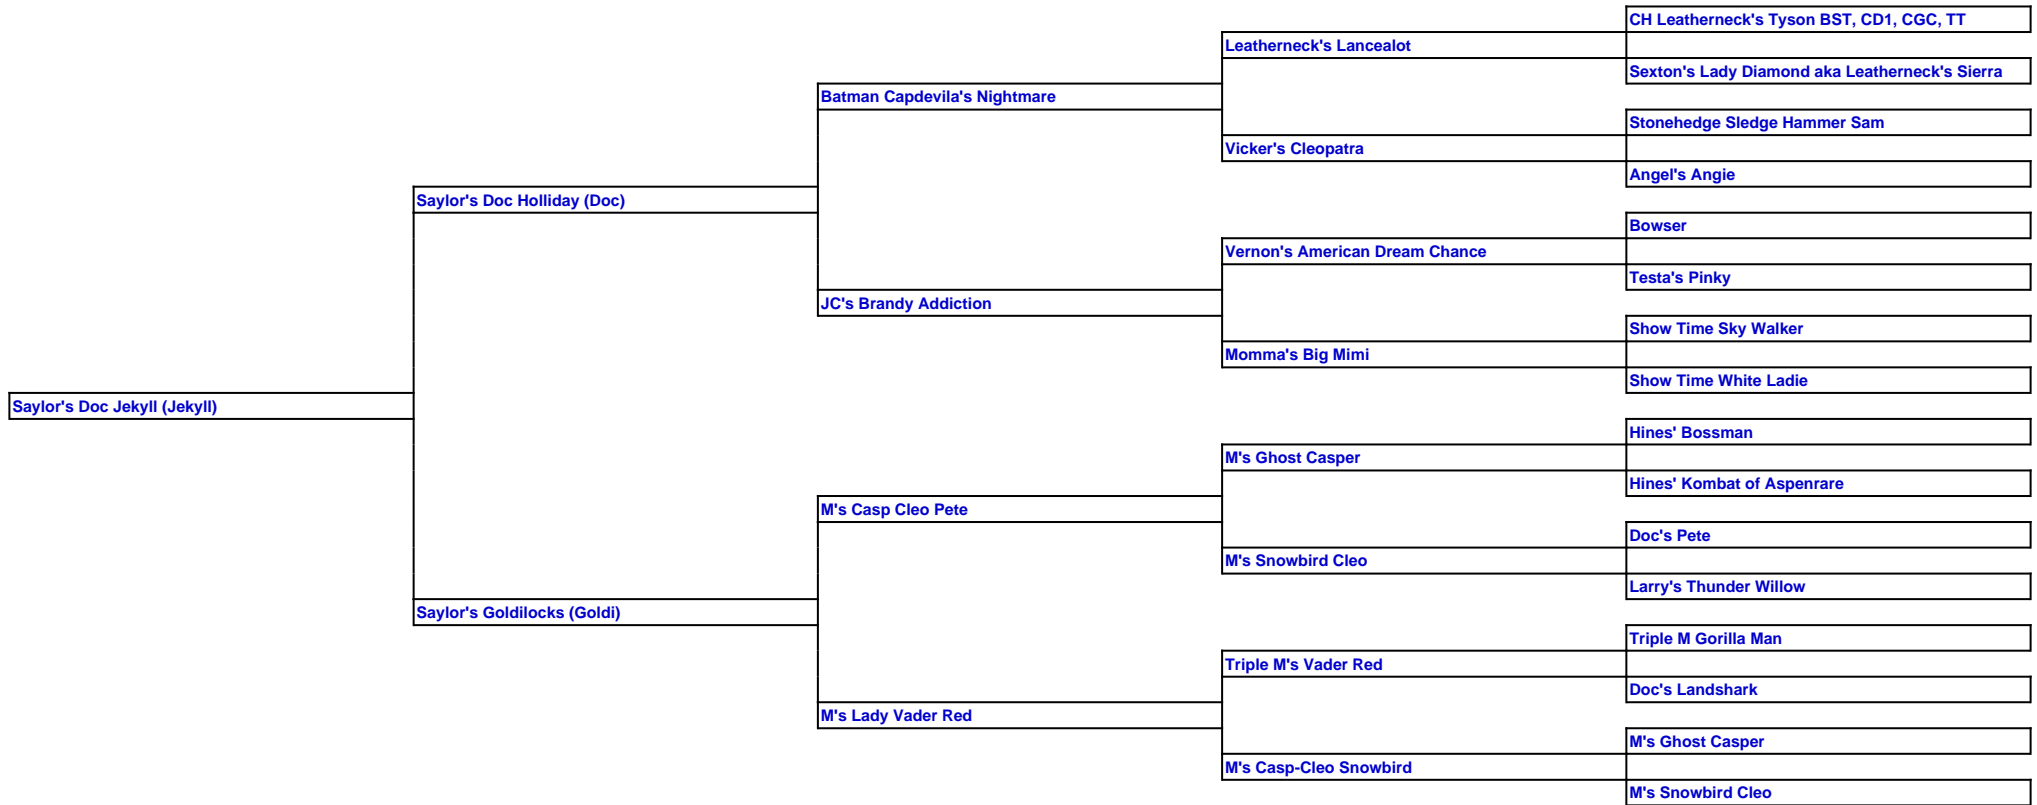 CH Leatherneck's Tyson BST, CD1, CGC, TT
Leatherneck's Lancealot
Sexton's Lady Diamond aka Leatherneck's Sierra
Batman Capdevila's Nightmare
Stonehedge Sledge Hammer Sam
Vicker's Cleopatra
Angel's Angie
Saylor's Doc Holliday (Doc)
Bowser
Vernon's American Dream Chance
Testa's Pinky
JC's Brandy Addiction
Show Time Sky Walker
Momma's Big Mimi
Show Time White Ladie
Saylor's Doc Jekyll (Jekyll)
Hines' Bossman
M's Ghost Casper
Hines' Kombat of Aspenrare
M's Casp Cleo Pete
Doc's Pete
M's Snowbird Cleo
Larry's Thunder Willow
Saylor's Goldilocks (Goldi)
Triple M Gorilla Man
Triple M's Vader Red
Doc's Landshark
M's Lady Vader Red
M's Ghost Casper
M's Casp-Cleo Snowbird
M's Snowbird Cleo